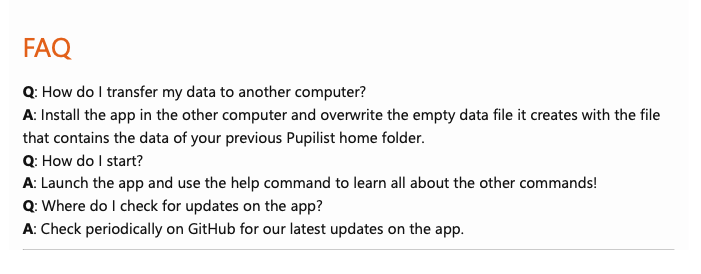 FAQ
Q: How do I transfer my data to another computer?
A: Install the app in the other computer and overwrite the empty data file it creates with the file
that contains the data of your previous Pupilist home folder.
Q: How do I start?
A: Launch the app and use the help command to learn all about the other commands!
Q: Where do I check for updates on the app?
A: Check periodically on GitHub for our latest updates on the app.